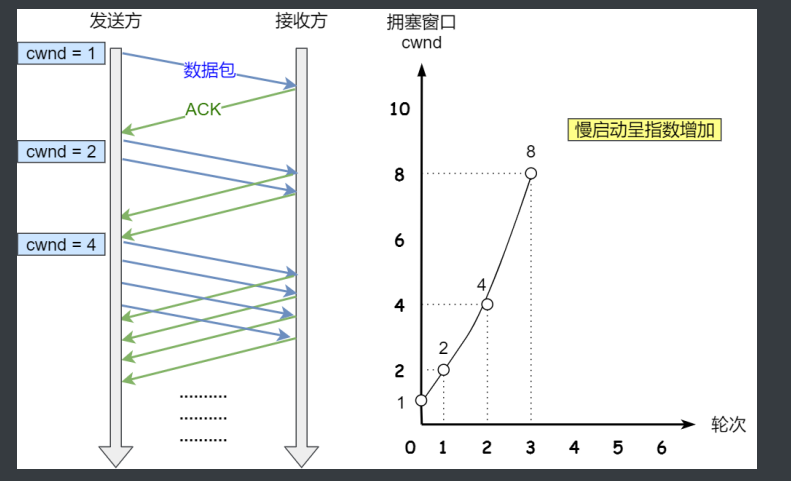 发送方
接收方
cwnd = 1
数据包
ACK
cwnd = 2
cwnd = 4
..........
..........
..........
拥塞窗口
cwnd
慢启动呈指数增加
10
8
8
6
4
4
2
2
1
轮次
0 1 2 3 4 5 6